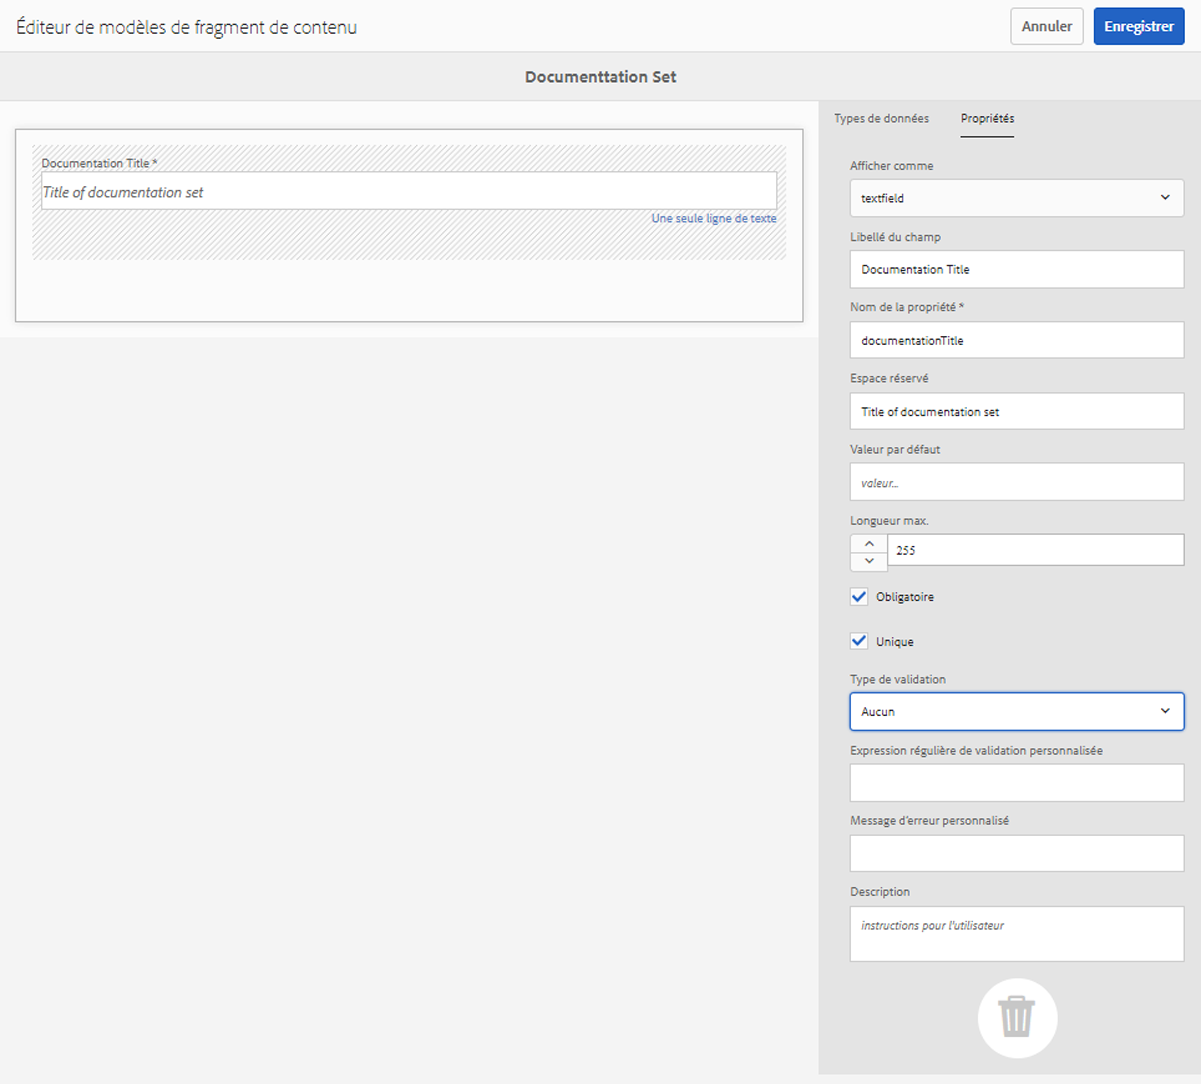 Éditeur de modèles de fragment de contenu
Annuler
Enregistrer
Documenttation Set
Documentation Title *
Title of documentation set
Une seule ligne de texte
Types de données
Propriétés
Afficher comme
textfield
Libellé du champ
Documentation Title
Nom de la propriété *
documentationTitle
Espace réservé
Title of documentation set
Valeur par défaut
valeur...
Longueur max.
255
Obligatoire
Unique
Type de validation
Aucun
Expression régulière de validation personnalisée
Message d'erreur personnalisé
Description
instructions pour l'utilisateur